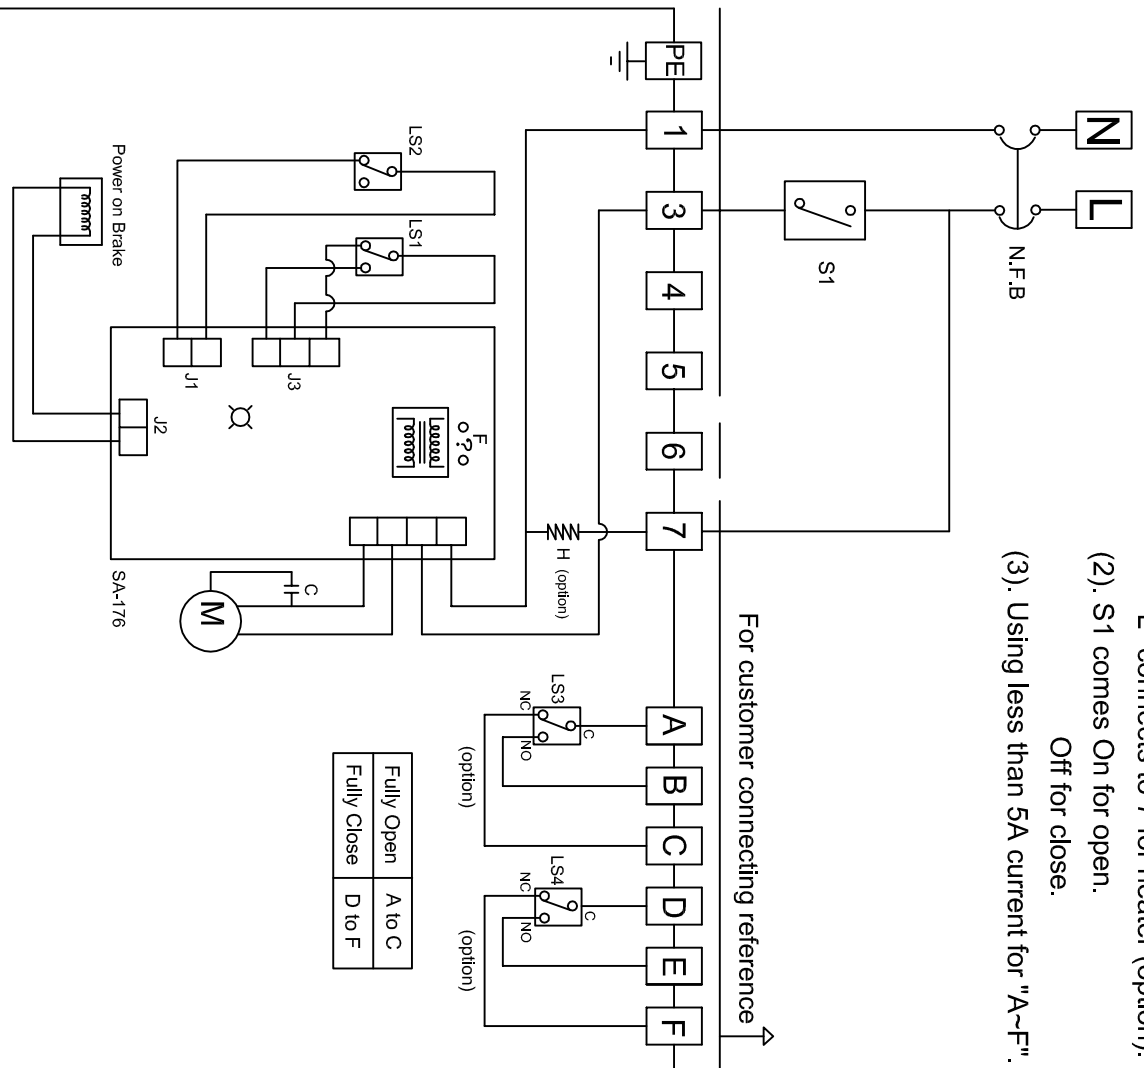 L connects to 7 for heater (option).
(2). S1 comes On for open.
Off for close.
(3). Using less than 5A current for "A~F".
N
L
N.F.B
S1
For customer connecting reference
PE
1
3
4
5
6
7
A
B
C
D
E
F
H (option)
LS3
C
NC
NO
(option)
LS4
C
NC
NO
(option)
Fully Open A to C
Fully Close D to F
LS2
LS1
F
J3
J1
J2
C
M
SA-176
Power on Brake